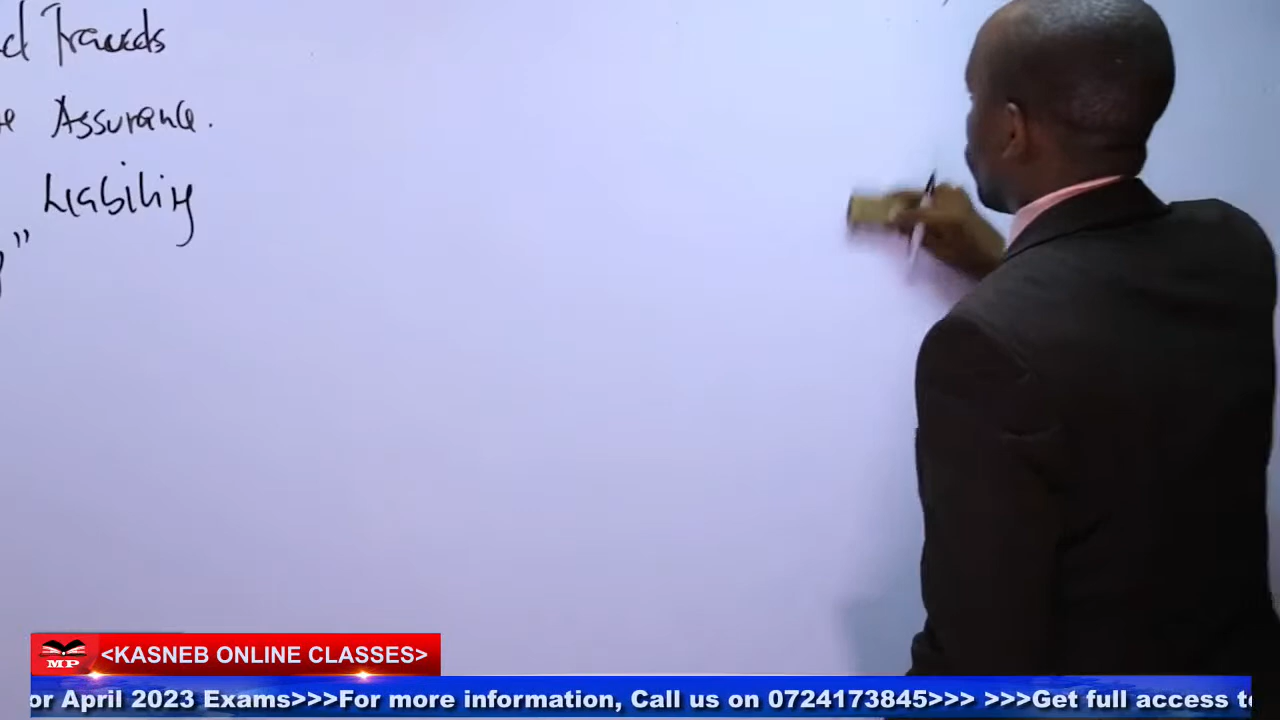 Frauds
Assurance.
Liability
"
MP
<KASNEB ONLINE CLASSES>
or April 2023 Exams>>>For more information, Call us on 0724173845>>> >>>Get full access to